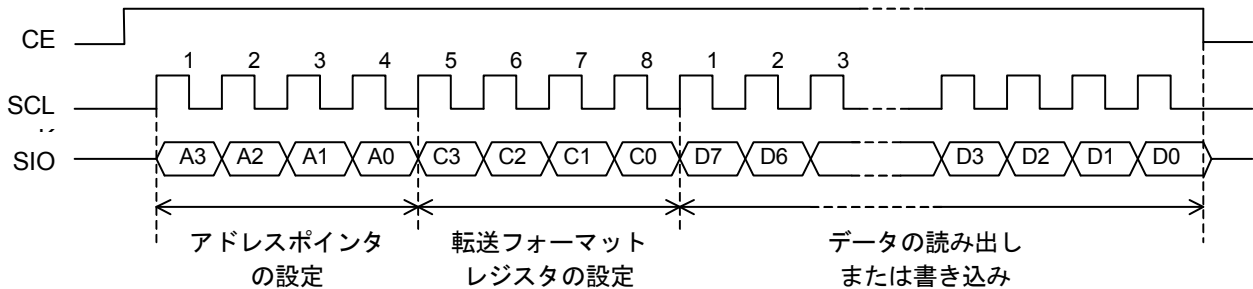 CE
1 2 3 4 5 6 7 8 1 2 3
SCL
SIO A3 A2 A1 A0 C3 C2 C1 C0 D7 D6 D3 D2 D1 D0
アドレスポインタ
の設定
転送フォーマット
レジスタの設定
データの読み出し
または書き込み